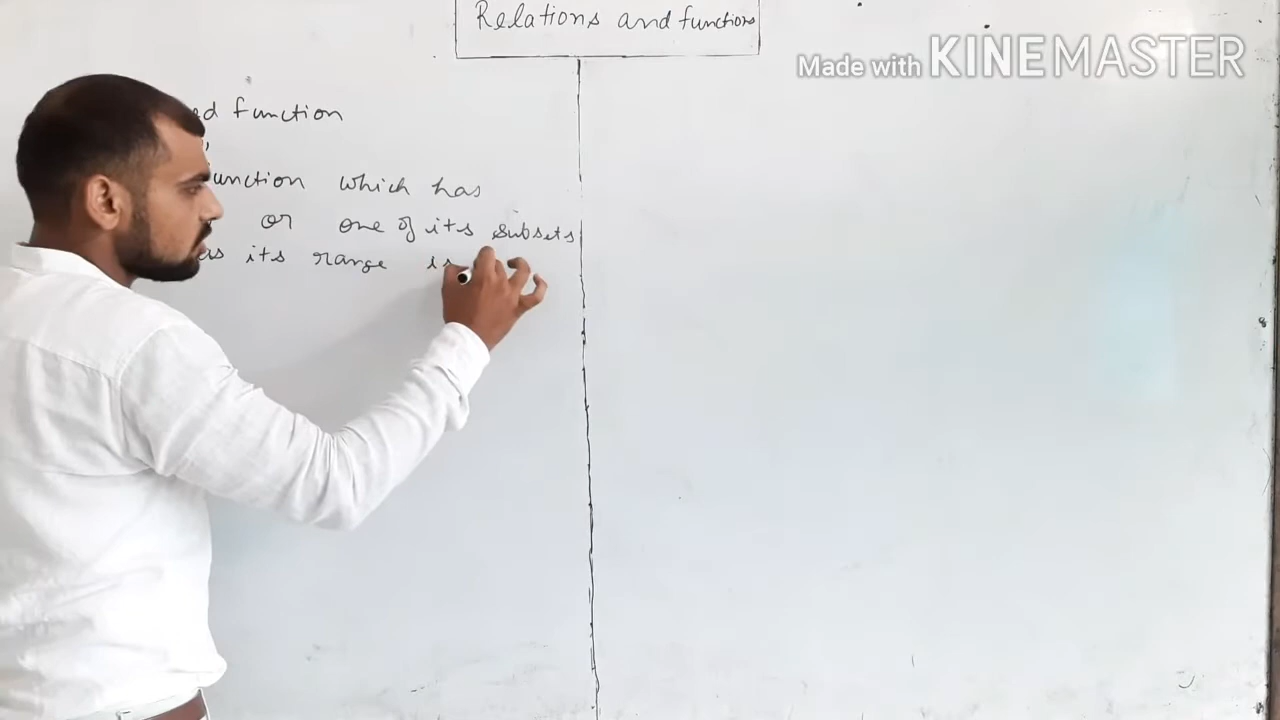 Relations and functions
Made with KINEMASTER
ed function
unction which has
or one of its subsets
as its range is